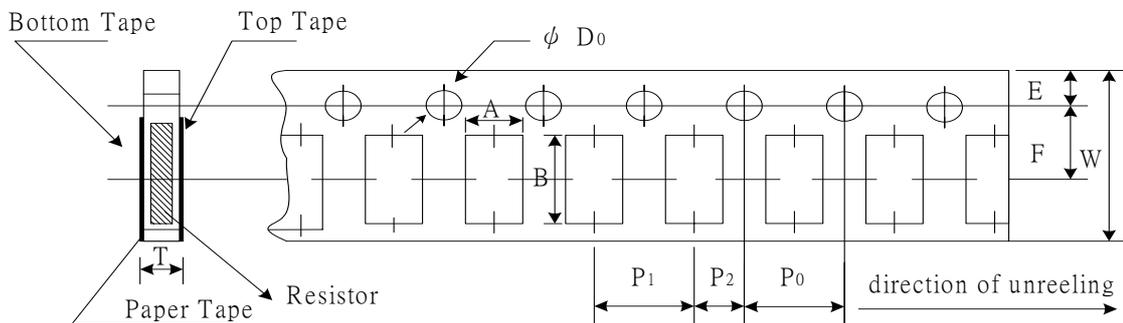 Bottom Tape
Top Tape
ϕ D0
A
B
E
F
W
T
P1
P2
P0
Resistor
Paper Tape
direction of unreeling